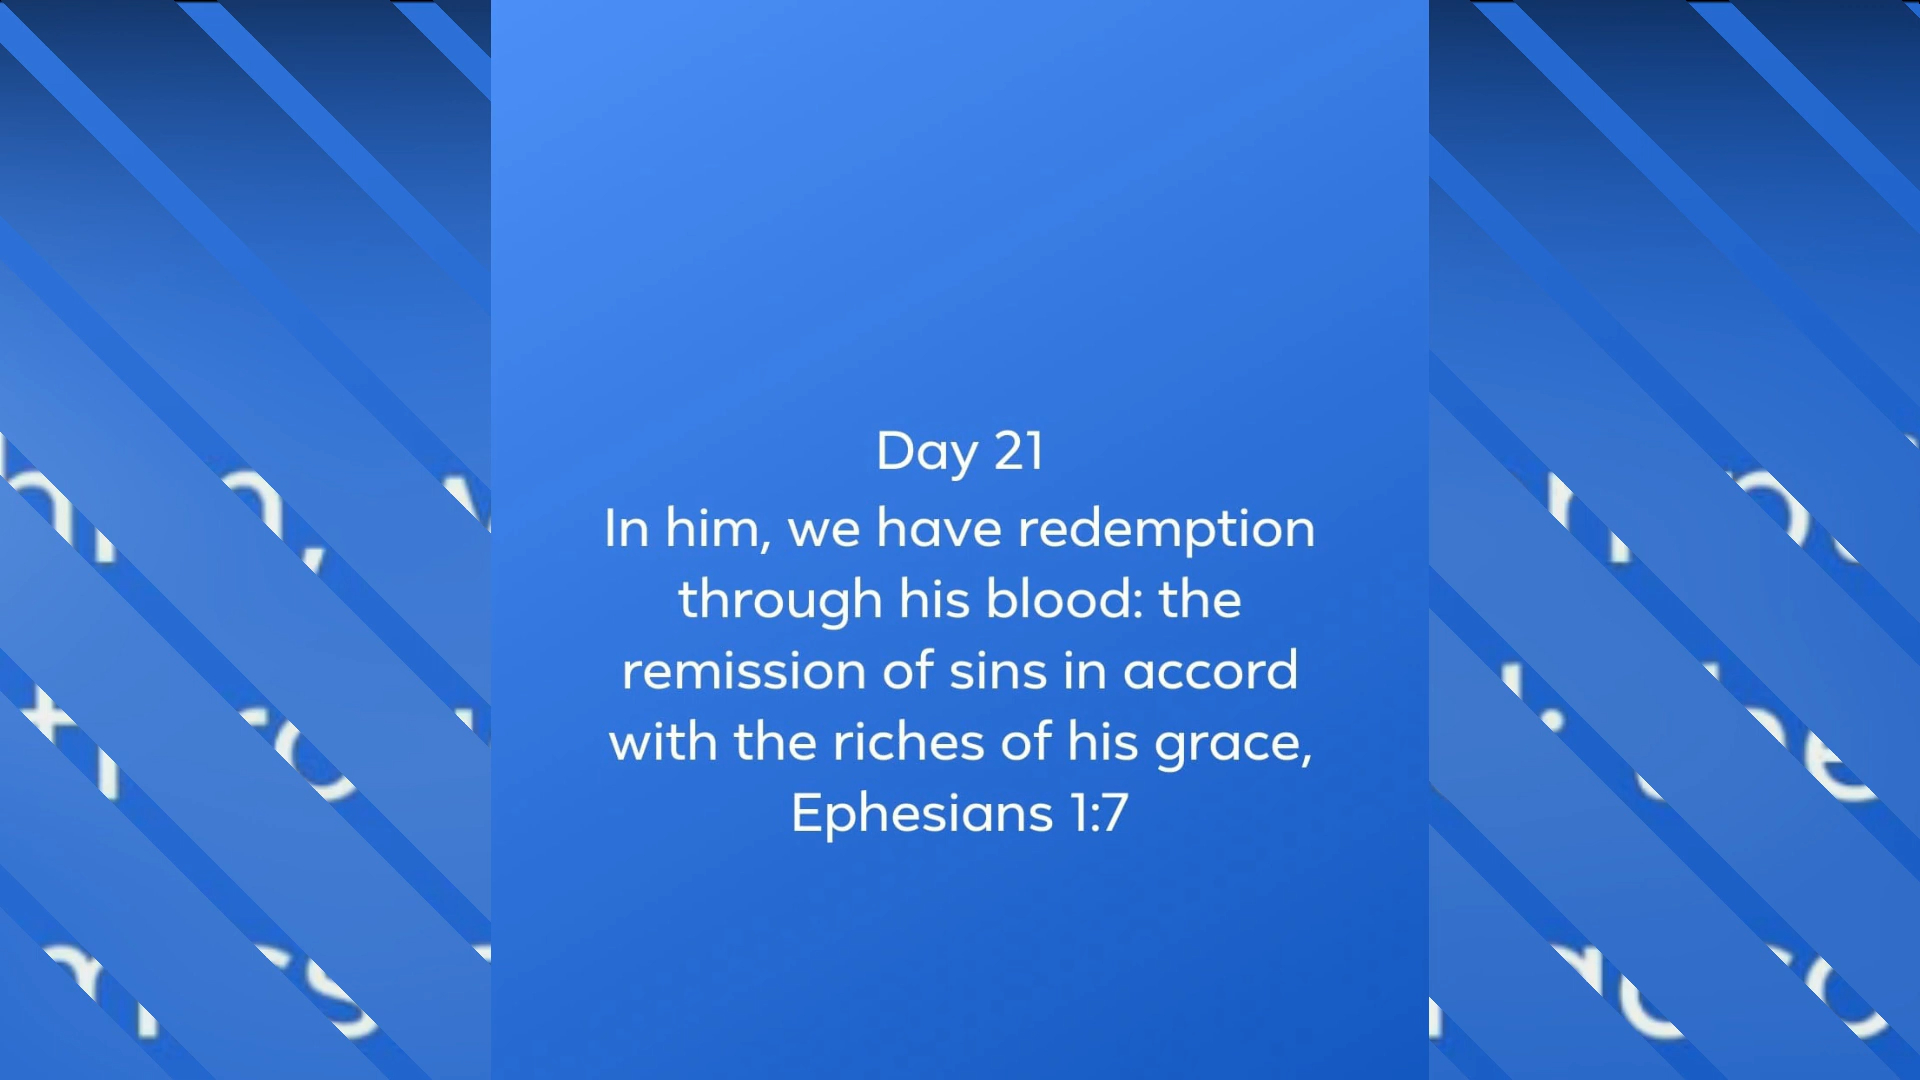 Day 21
In him, we have redemption
through his blood: the
remission of sins in accord
with the riches of his grace,
Ephesians 1:7